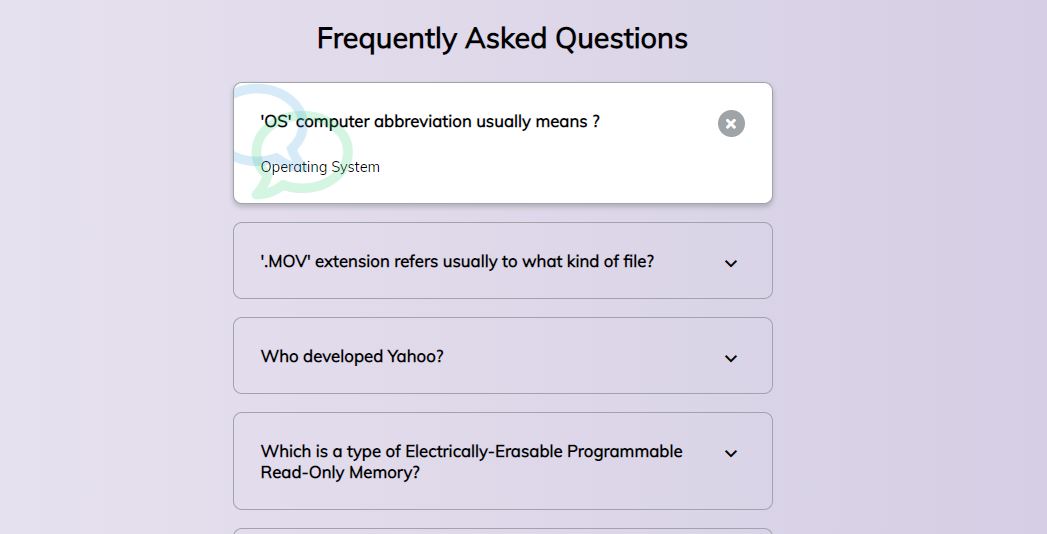 Frequently Asked Questions
'OS' computer abbreviation usually means ?
Operating System
'.MOV' extension refers usually to what kind of file?
Who developed Yahoo?
Which is a type of Electrically-Erasable Programmable
Read-Only Memory?